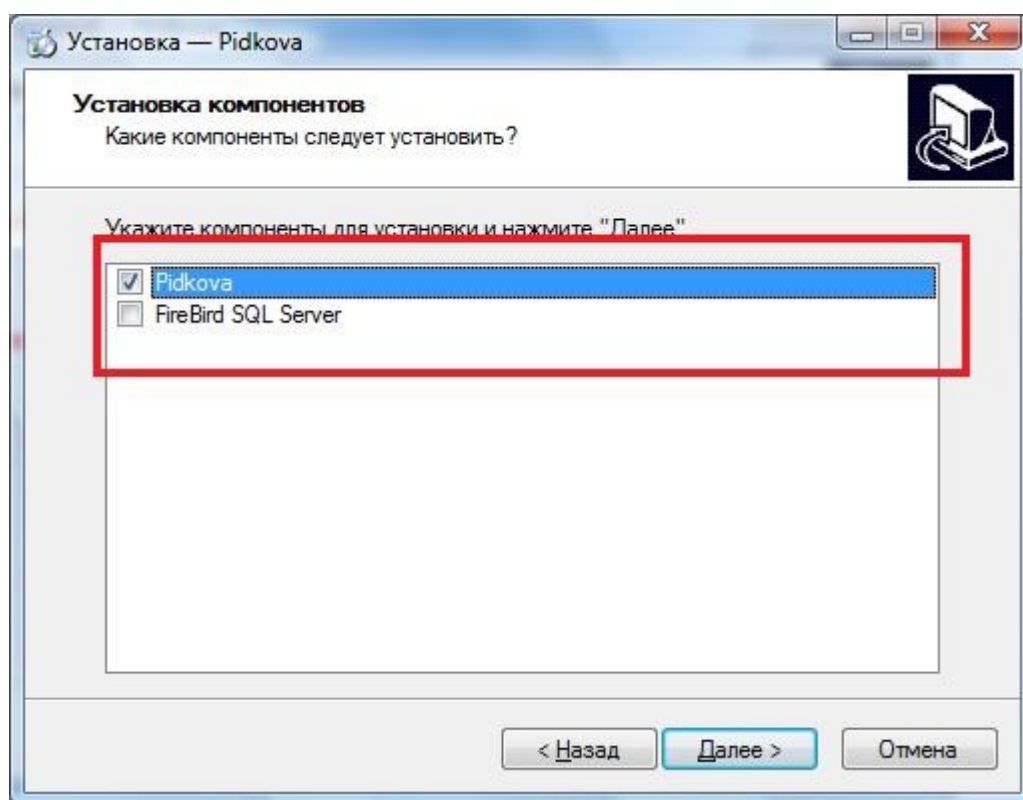 Установка — Pidkova
Установка компонентов
Какие компоненты следует установить?
Укажите компоненты для установки и нажмите "Далее"
Pidkova
FireBird SQL Server
< Назад
Далее >
Отмена